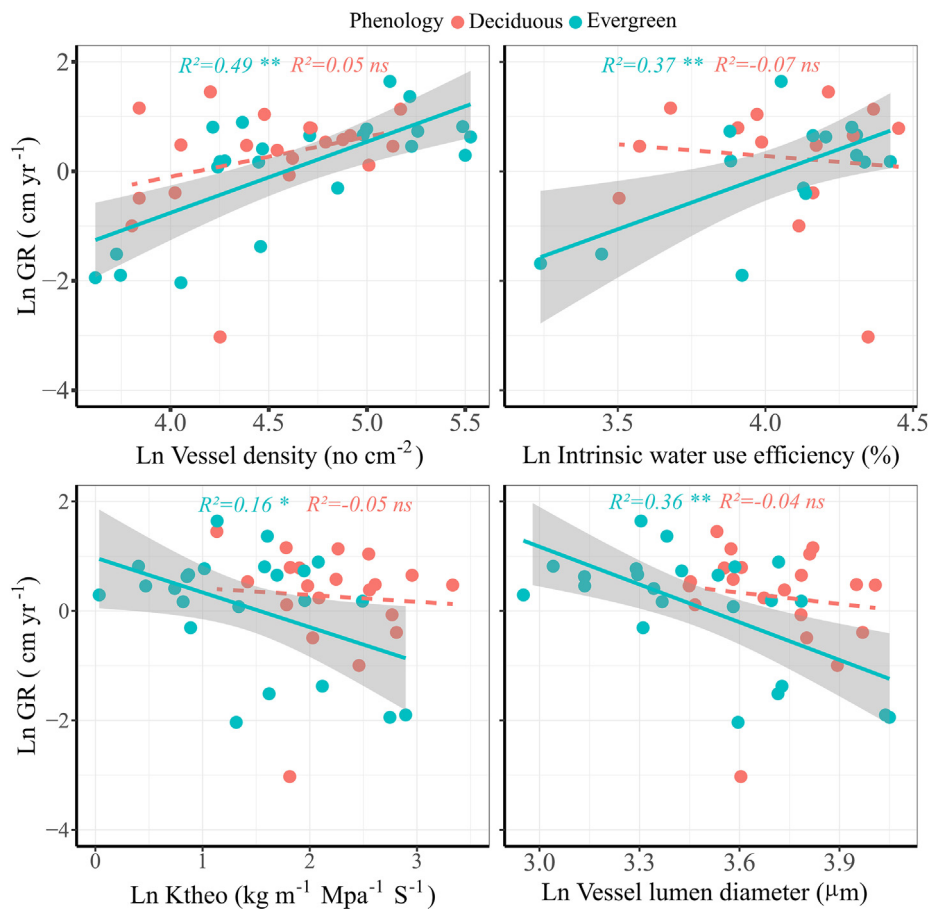 Phenology Deciduous Evergreen
R²=0.49 ** R²=0.05 ns
R²=0.37 ** R²=-0.07 ns
Ln GR ( cm yr⁻¹)
2
0
−2
−4
4.0 4.5 5.0 5.5
3.5 4.0 4.5
Ln Vessel density (no cm⁻²)
Ln Intrinsic water use efficiency (%)
R²=0.16 * R²=-0.05 ns
R²=0.36 ** R²=-0.04 ns
Ln GR ( cm yr⁻¹)
2
0
−2
−4
0 1 2 3
3.0 3.3 3.6 3.9
Ln Ktheo (kg m⁻¹ Mpa⁻¹ S⁻¹)
Ln Vessel lumen diameter (μm)